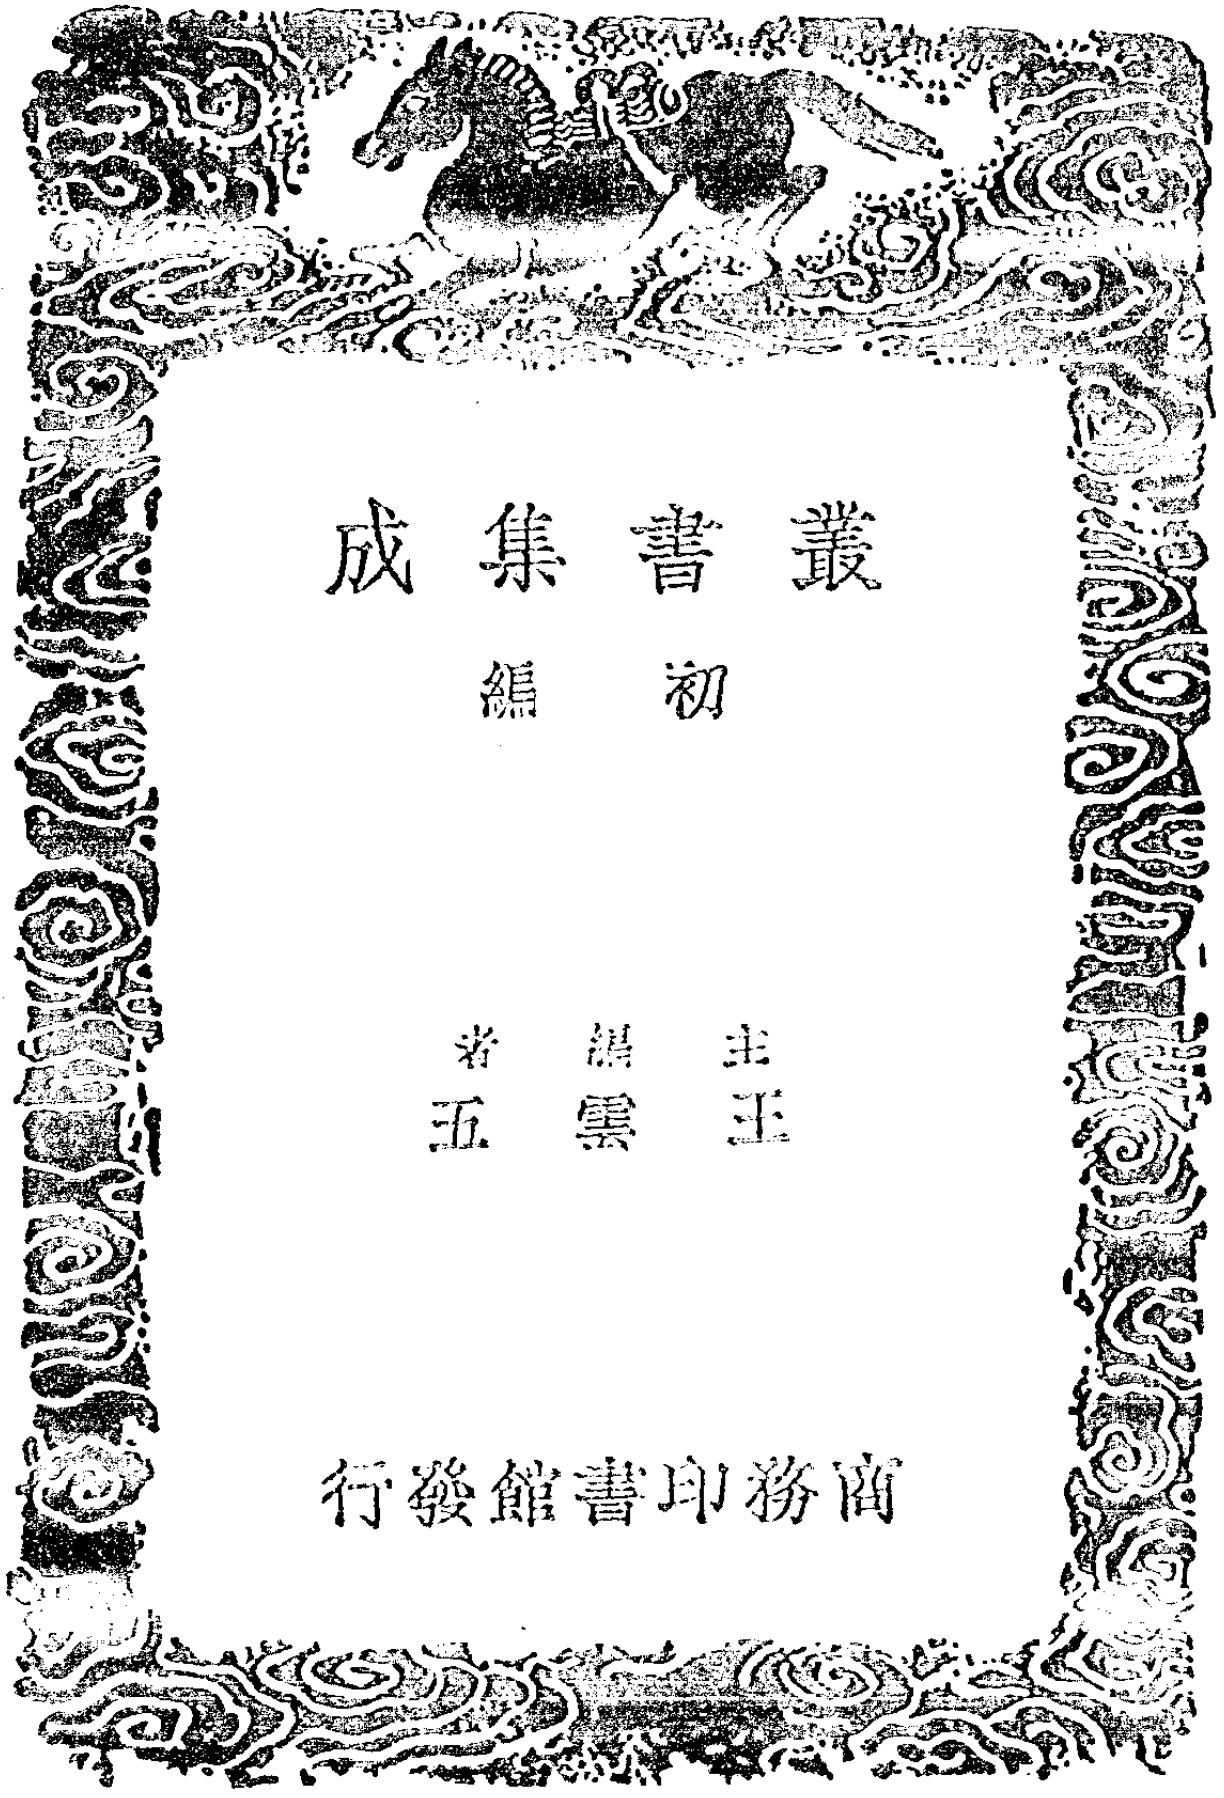 叢書集成
初編
主編者
王雲五
商務印書館發行